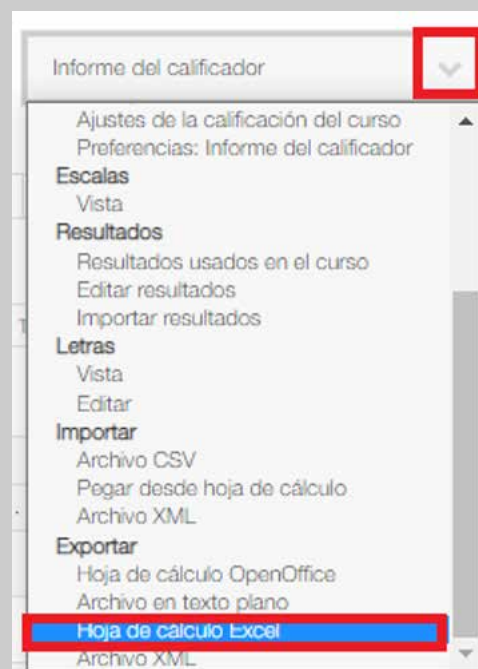 Informe del calificador
Ajustes de la calificación del curso
Preferencias: Informe del calificador
Escalas
Vista
Resultados
Resultados usados en el curso
Editar resultados
Importar resultados
Letras
Vista
Editar
Importar
Archivo CSV
Pegar desde hoja de cálculo
Archivo XML
Exportar
Hoja de cálculo OpenOffice
Archivo en texto plano
Hoja de cálculo Excel
Archivo XML